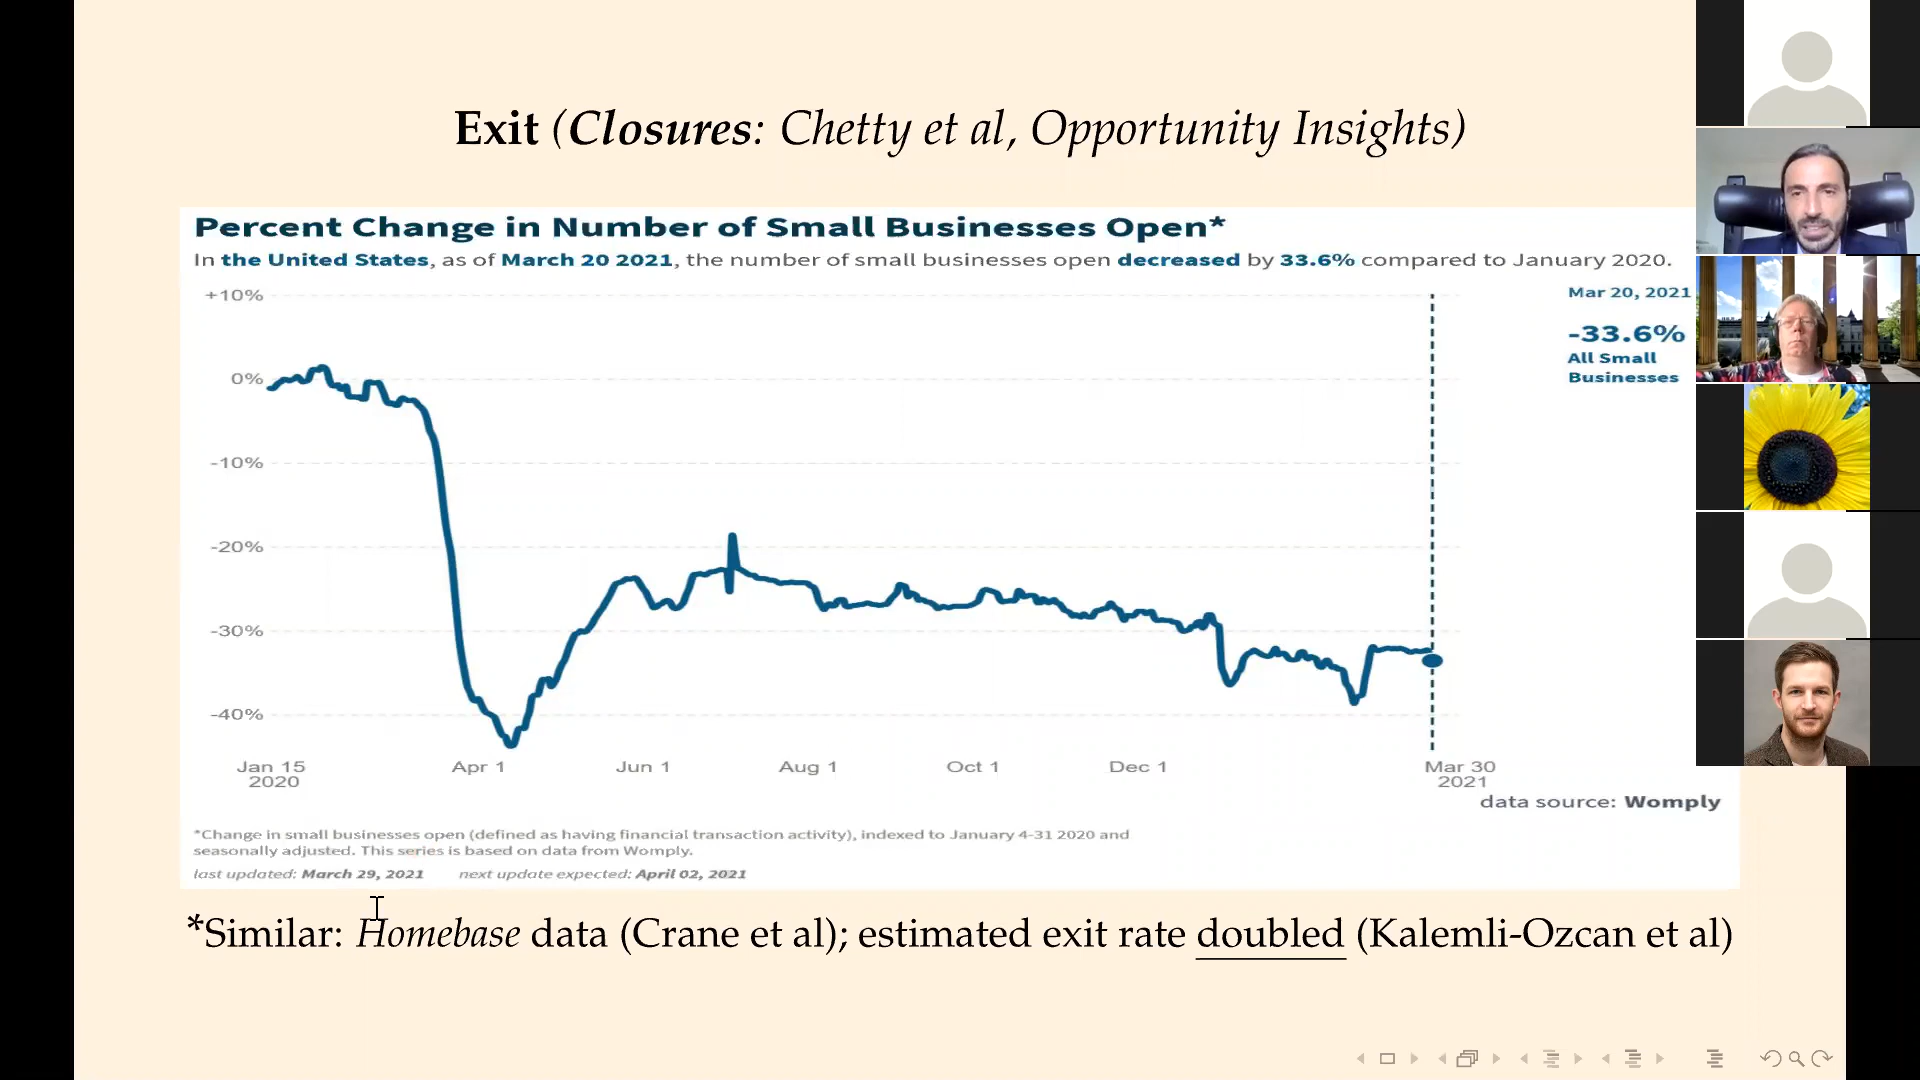 Exit (Closures: Chetty et al, Opportunity Insights)
Percent Change in Number of Small Businesses Open*
In the United States, as of March 20 2021, the number of small businesses open decreased by 33.6% compared to January 2020.
+10%
0%
-10%
-20%
-30%
-40%
Mar 20, 2021
-33.6%
All Small
Businesses
Jan 15
2020
Apr 1
Jun 1
Aug 1
Oct 1
Dec 1
Mar 30
2021
data source: Womply
*Change in small businesses open (defined as having financial transaction activity), indexed to January 4-31 2020 and
seasonally adjusted. This series is based on data from Womply.
last updated: March 29, 2021 next update expected: April 02, 2021
*Similar: Homebase data (Crane et al); estimated exit rate doubled (Kalemli-Ozcan et al)